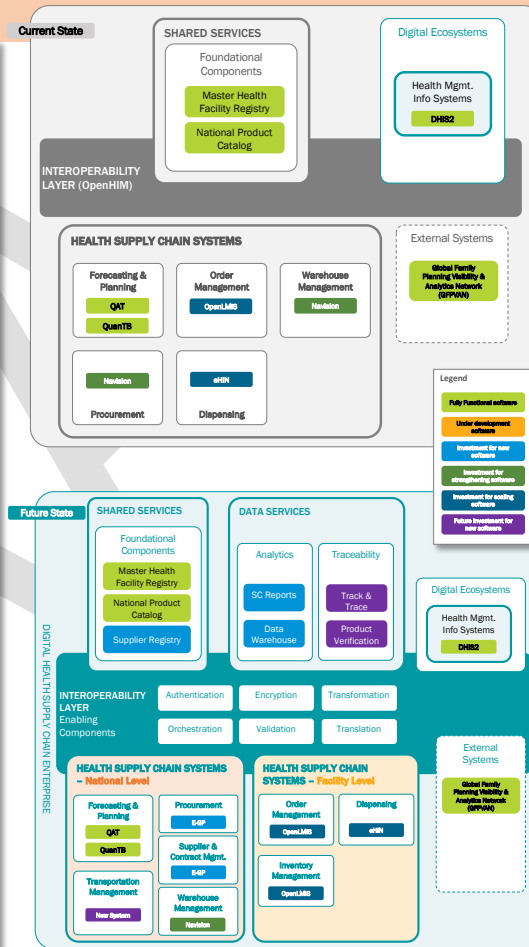 Current State
SHARED SERVICES
Foundational
Components
Master Health
Facility Registry
National Product
Catalog
Digital Ecosystems
Health Mgmt.
Info Systems
DHIS2
INTEROPERABILITY
LAYER (OpenHIM)
HEALTH SUPPLY CHAIN SYSTEMS
Forecasting &
Planning
QAT
QuanTB
Order
Management
OpenLMIS
Warehouse
Management
Navision
Navision
Procurement
eHIN
Dispensing
External Systems
Global Family
Planning Visibility &
Analytics Network
(GFPVAN)
Legend
Fully Functional software
Under development
software
Investment for new
software
Investment for
strengthening software
Investment for scaling
software
Future investment for
new software
Future State
DIGITAL HEALTH SUPPLY CHAIN ENTERPRISE
SHARED SERVICES
Foundational
Components
Master Health
Facility Registry
National Product
Catalog
Supplier Registry
DATA SERVICES
Analytics
SC Reports
Data
Warehouse
Traceability
Track &
Trace
Product
Verification
Digital Ecosystems
Health Mgmt.
Info Systems
DHIS2
INTEROPERABILITY
LAYER
Enabling
Components
Authentication
Encryption
Transformation
Orchestration
Validation
Translation
HEALTH SUPPLY CHAIN SYSTEMS
– National Level
Forecasting &
Planning
QAT
QuanTB
Transportation
Management
New System
Procurement
E-GP
Supplier &
Contract Mgmt.
E-GP
Warehouse
Management
Navision
HEALTH SUPPLY CHAIN
SYSTEMS – Facility Level
Order
Management
OpenLMIS
Dispensing
eHIN
Inventory
Management
OpenLMIS
External
Systems
Global Family
Planning Visibility &
Analytics Network
(GFPVAN)